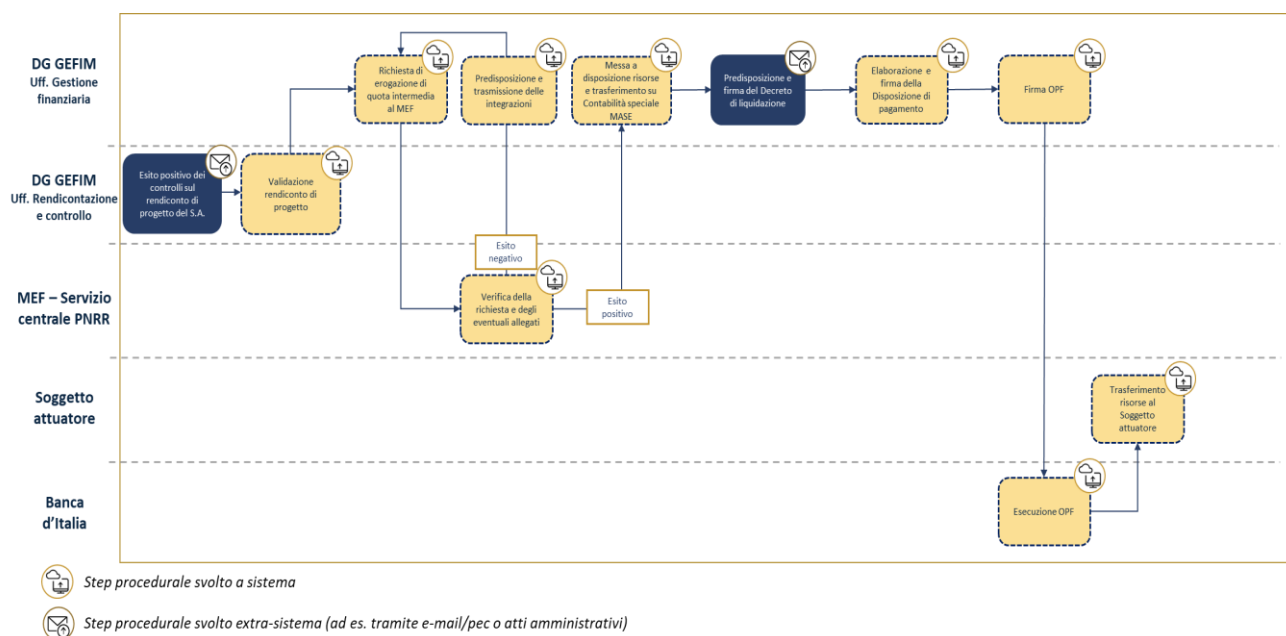 DG GEFIM
Uff. Gestione
finanziaria
Richiesta di
erogazione di
quota intermedia
al MEF
Predisposizione e
trasmissione delle
integrazioni
Messa a
disposizione risorse
e trasferimento su
Contabilità speciale
MASE
Predisposizione e
firma del Decreto
di liquidazione
Elaborazione e
firma della
Disposizione di
pagamento
Firma OPF
DG GEFIM
Uff. Rendicontazione
e controllo
Esito positivo dei
controlli sul
rendiconto di
progetto del S.A.
Validazione
rendiconto di
progetto
Esito
negativo
MEF – Servizio
centrale PNRR
Verifica della
richiesta e degli
eventuali allegati
Esito
positivo
Soggetto
attuatore
Trasferimento
risorse al
Soggetto
attuatore
Banca
d’Italia
Esecuzione OPF
Step procedurale svolto a sistema
Step procedurale svolto extra-sistema (ad es. tramite e-mail/pec o atti amministrativi)